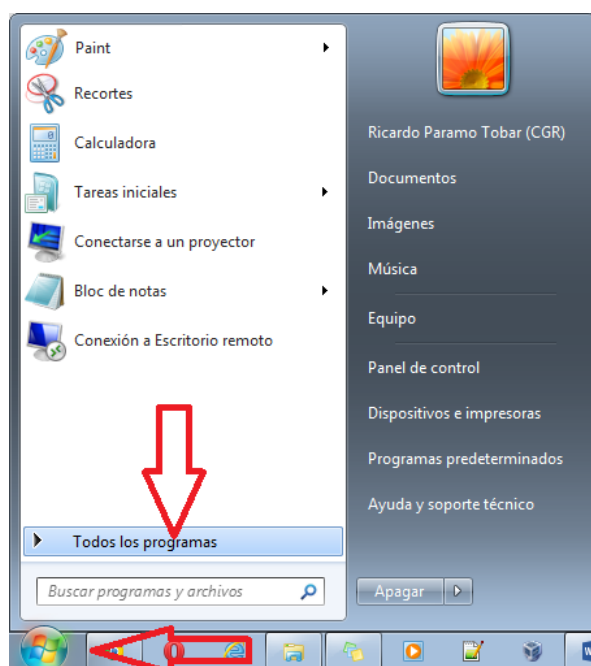 Paint
Recortes
Calculadora
Tareas iniciales
Conectarse a un proyector
Bloc de notas
Conexión a Escritorio remoto
Todos los programas
Buscar programas y archivos
Ricardo Paramo Tobar (CGR)
Documentos
Imágenes
Música
Equipo
Panel de control
Dispositivos e impresoras
Programas predeterminados
Ayuda y soporte técnico
Apagar